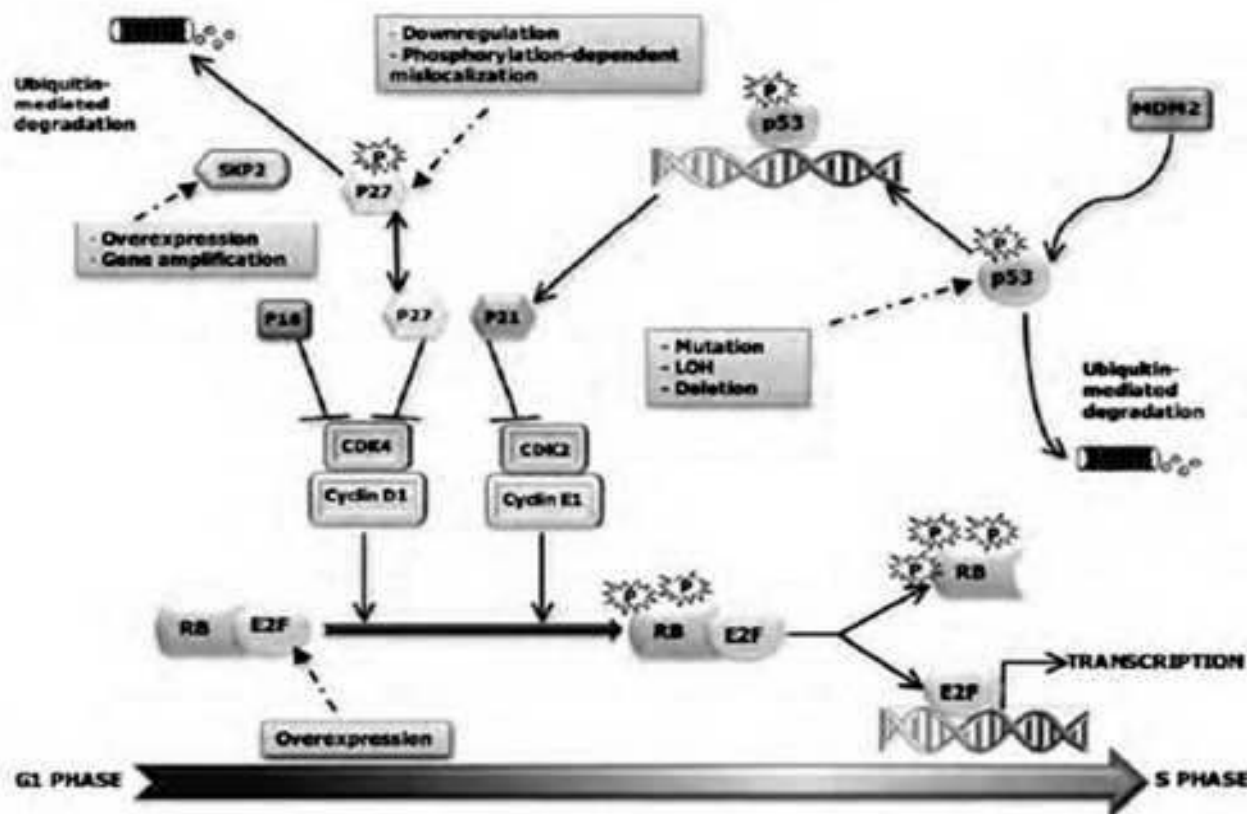 - Downregulation
- Phosphorylation-dependent
mislocalization
Ubiquitin-
mediated
degradation
P
p53
MDM2
SKP2
P
P27
- Overexpression
- Gene amplification
P
p53
P27
P21
- Mutation
- LOH
- Deletion
Ubiquitin-
mediated
degradation
CDK4
CDK2
Cyclin D1
Cyclin E1
P
P
P
RB
P
P
RB
E2F
RB
E2F
TRANSCRIPTION
E2F
Overexpression
G1 PHASE
S PHASE